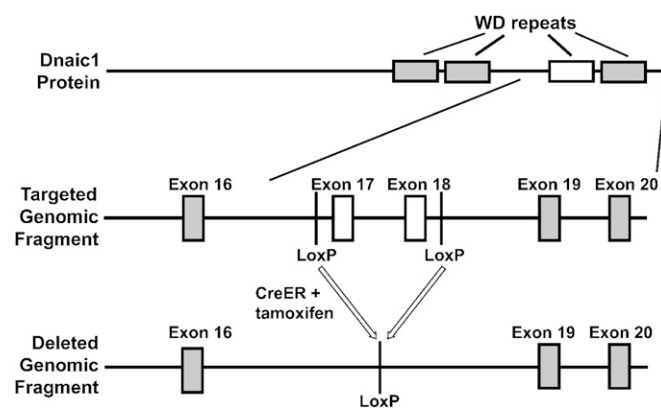 WD repeats
Dnaic1
Protein
Exon 16 Exon 17 Exon 18 Exon 19 Exon 20
Targeted
Genomic
Fragment
LoxP LoxP
CreER +
tamoxifen
Exon 16 Exon 19 Exon 20
Deleted
Genomic
Fragment
LoxP